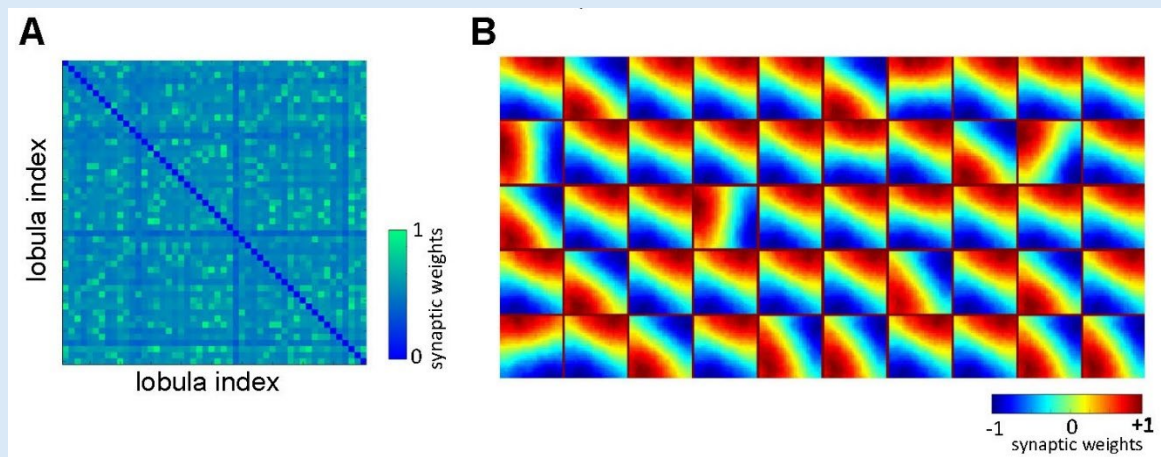 A
B
lobula index
1
synaptic weights
0
lobula index
-1 0 +1
synaptic weights